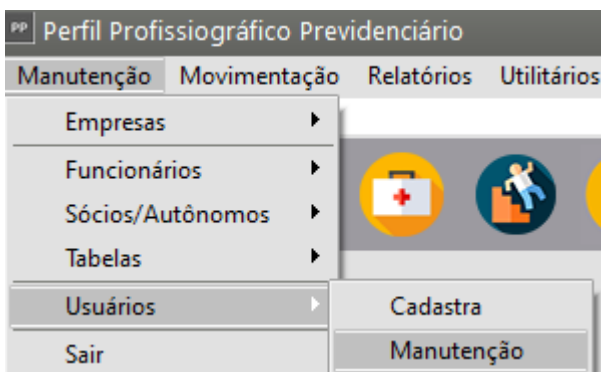 PP Perfil Profissiográfico Previdenciário
Manutenção Movimentação Relatórios Utilitários
Empresas
Funcionários
Sócios/Autônomos
Tabelas
Usuários Cadastra
Sair Manutenção